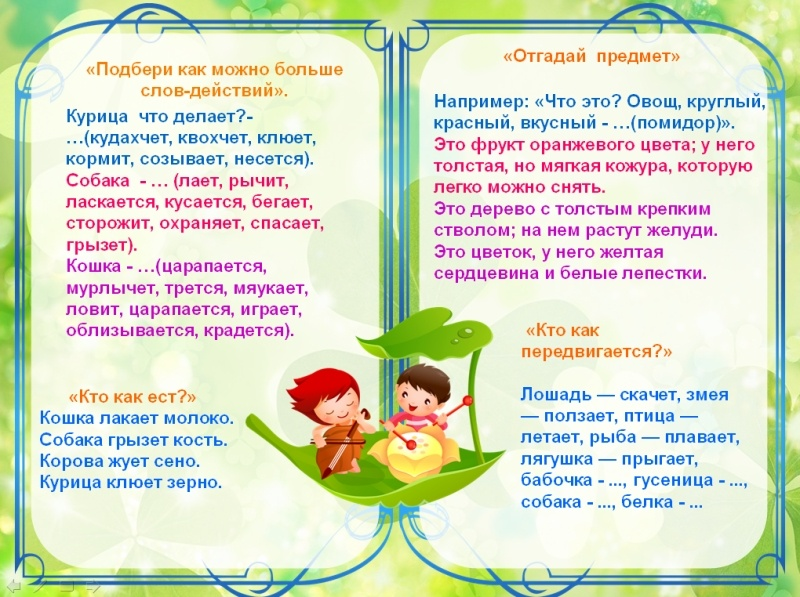 «Подбери как можно больше
слов-действий».
Курица что делает?-
…(кудахчет, квохчет, клюет,
кормит, созывает, несется).
Собака - … (лает, рычит,
ласкается, кусается, бегает,
сторожит, охраняет, спасает,
грызет).
Кошка - …(царапается,
мурлычет, трется, мяукает,
ловит, царапается, играет,
облизывается, крадется).
«Кто как ест?»
Кошка лакает молоко.
Собака грызет кость.
Корова жует сено.
Курица клюет зерно.
«Отгадай предмет»
Например: «Что это? Овощ, круглый,
красный, вкусный - …(помидор)».
Это фрукт оранжевого цвета; у него
толстая, но мягкая кожура, которую
легко можно снять.
Это дерево с толстым крепким
стволом; на нем растут желуди.
Это цветок, у него желтая
сердцевина и белые лепестки.
«Кто как
передвигается?»
Лошадь — скачет, змея
— ползает, птица —
летает, рыба — плавает,
лягушка — прыгает,
бабочка - ..., гусеница - ...,
собака - ..., белка - ...